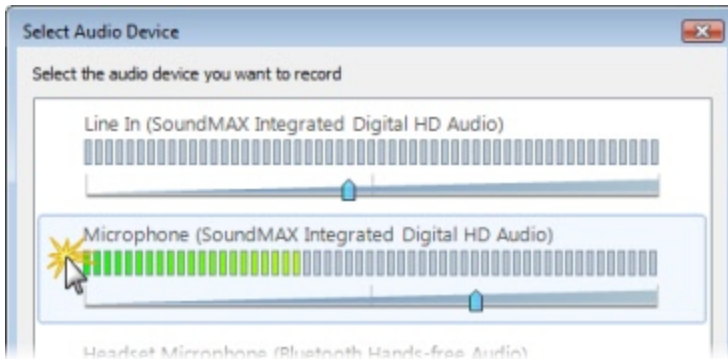 Select Audio Device
Select the audio device you want to record
Line In (SoundMAX Integrated Digital HD Audio)
Microphone (SoundMAX Integrated Digital HD Audio)
Headset Microphone (Bluetooth Hands-free Audio)